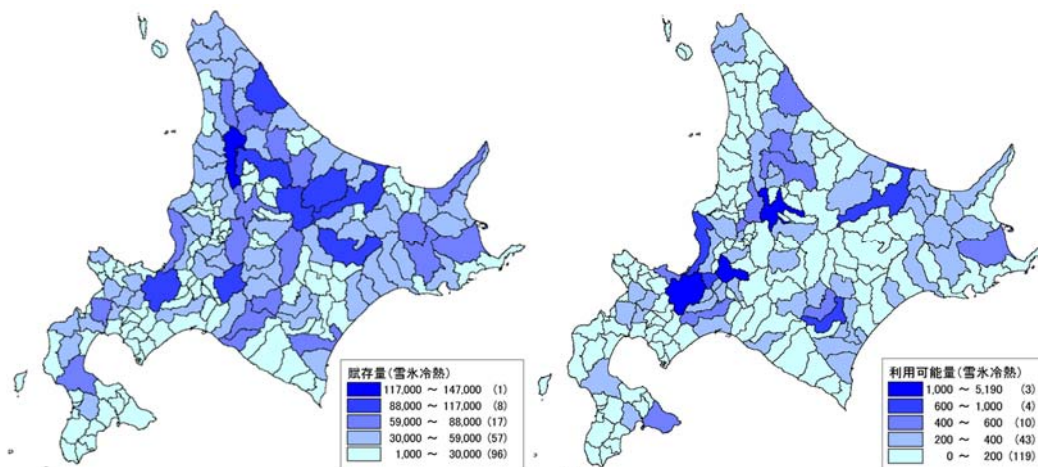 賦存量(雪氷冷熱)
117,000 ～ 147,000 (1)
88,000 ～ 117,000 (8)
59,000 ～ 88,000 (17)
30,000 ～ 59,000 (57)
1,000 ～ 30,000 (96)
利用可能量(雪氷冷熱)
1,000 ～ 5,190 (3)
600 ～ 1,000 (4)
400 ～ 600 (10)
200 ～ 400 (43)
0 ～ 200 (119)